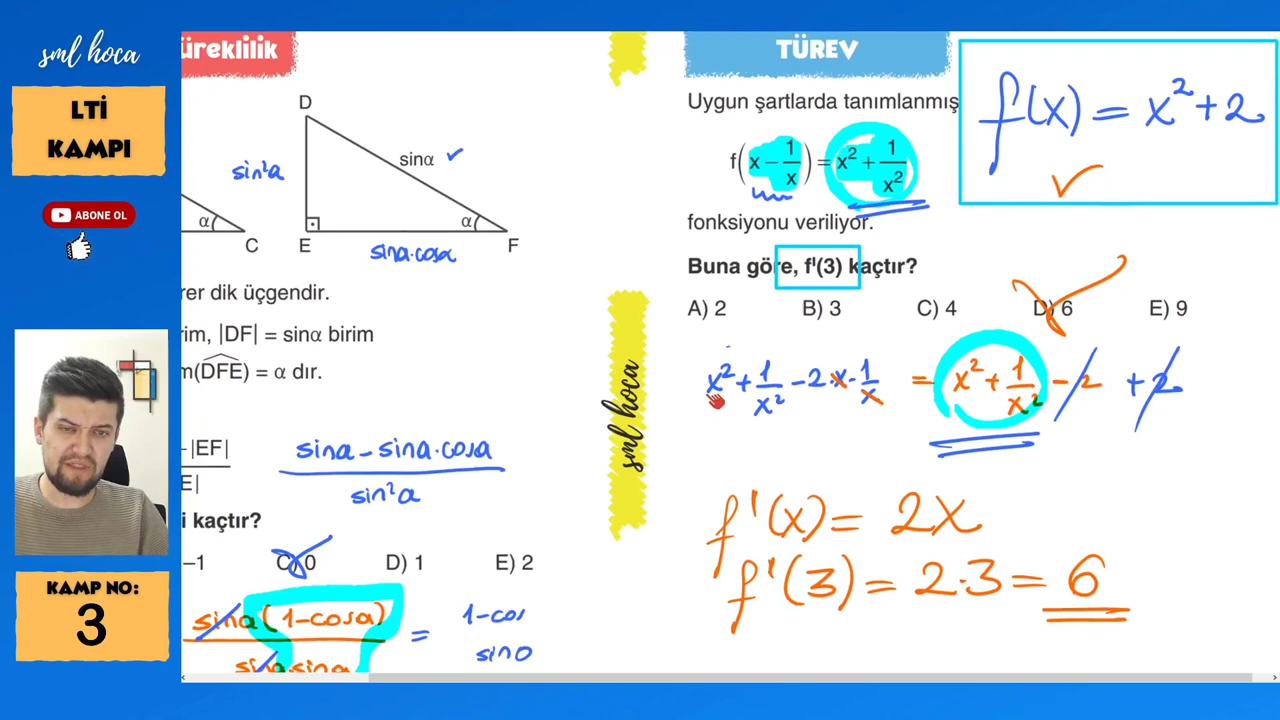 sml hoca
LTİ
KAMPI
ABONE OL
KAMP NO:
3
üreklilik
D
sin²α
sinα
α
α
C
E
F
sinα.cosα
rer dik üçgendir.
rim, |DF| = sinα birim
m(DFE) = α dır.
|EF|
E|
sinα - sinα.cosα
sin²α
i kaçtır?
–1
C) 0
D) 1
E) 2
sinα (1-cosα)
sinα.sinα
=
1-cos
sin0
sml hoca
TÜREV
Uygun şartlarda tanımlanmış
f(x − 1/x) = x² + 1/x²
fonksiyonu veriliyor.
Buna göre, f'(3) kaçtır?
A) 2
B) 3
C) 4
D) 6
E) 9
f(x) = x² + 2
x² + 1/x² - 2.x.1/x = x² + 1/x² - 2 + 2
f'(x) = 2x
f'(3) = 2.3 = 6